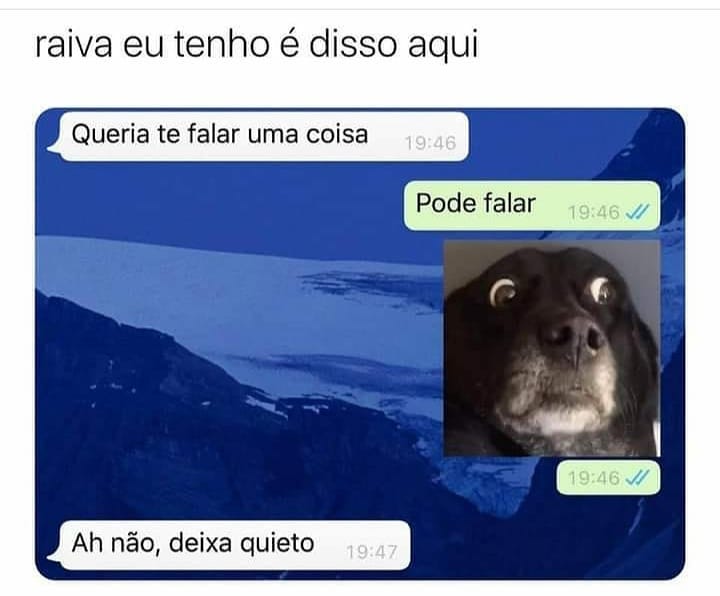 raiva eu tenho é disso aqui
Queria te falar uma coisa 19:46
Pode falar 19:46
19:46
Ah não, deixa quieto 19:47